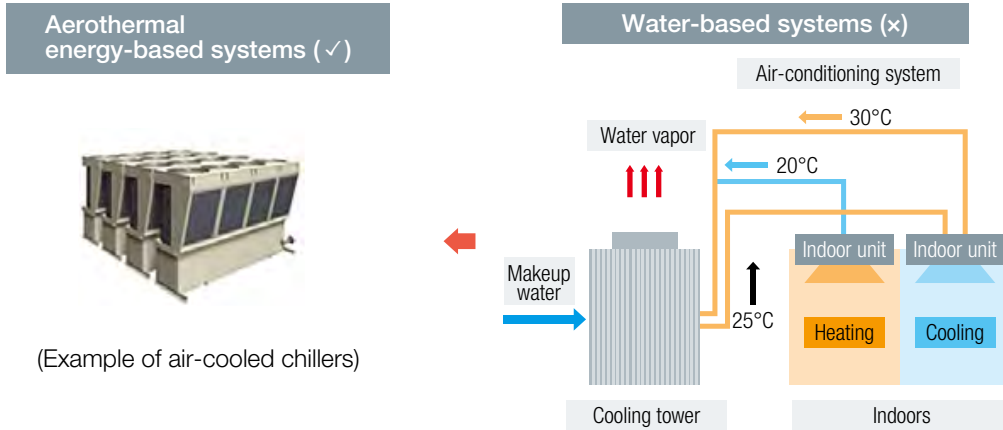 Aerothermal
energy-based systems (✓)
(Example of air-cooled chillers)
Water-based systems (×)
Air-conditioning system
30°C
Water vapor
20°C
Indoor unit
Indoor unit
Makeup
water
25°C
Heating
Cooling
Cooling tower
Indoors